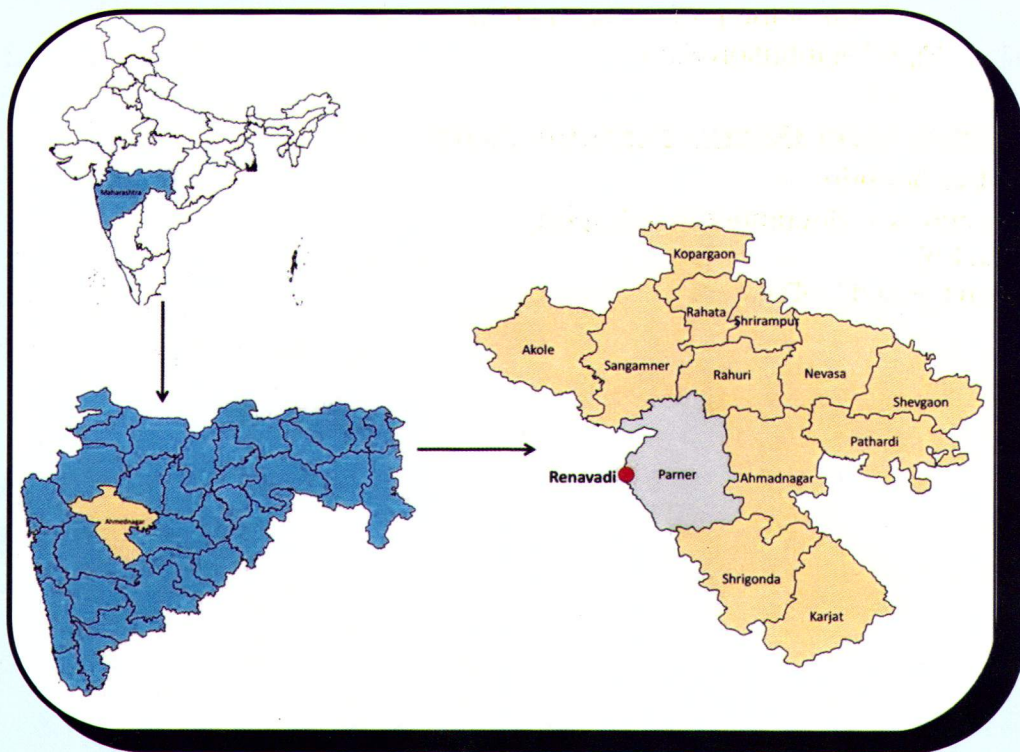 Maharashtra
Ahmednagar
Kopargaon
Rahata
Shrirampur
Akole
Sangamner
Rahuri
Nevasa
Shevgaon
Pathardi
Renavadi
Parner
Ahmadnagar
Shrigonda
Karjat